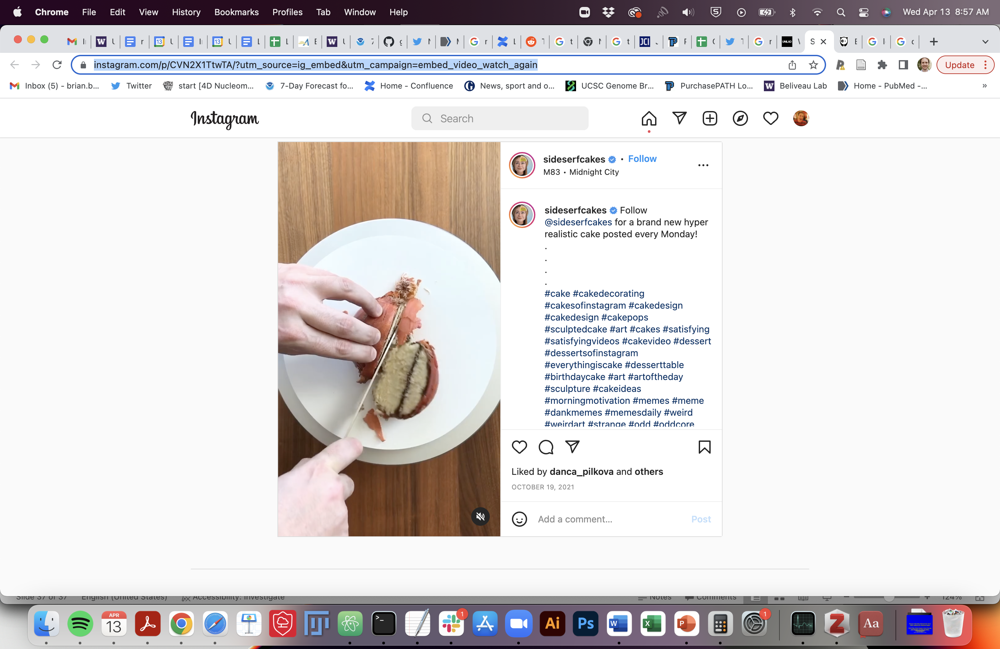 Chrome File Edit View History Bookmarks Profiles Tab Window Help Wed Apr 13 8:57 AM
instagram.com/p/CVN2X1TtwTA/?utm_source=ig_embed&utm_campaign=embed_video_watch_again Update
Inbox (5) - brian.b... Twitter start [4D Nucleom... 7-Day Forecast fo... Home - Confluence News, sport and o... UCSC Genome Br... PurchasePATH Lo... Beliveau Lab Home - PubMed -... »
Instagram Search
sideserfcakes • Follow
M83 • Midnight City
sideserfcakes Follow
@sideserfcakes for a brand new hyper
realistic cake posted every Monday!
.
.
.
.
#cake #cakedecorating
#cakesofinstagram #cakedesign
#cakedesign #cakepops
#sculptedcake #art #cakes #satisfying
#satisfyingvideos #cakevideo #dessert
#dessertsofinstagram
#everythingiscake #desserttable
#birthdaycake #art #artoftheday
#sculpture #cakeideas
#morningmotivation #memes #meme
#dankmemes #memesdaily #weird
#weirdart #strange #odd #oddcore
Liked by danca_pilkova and others
OCTOBER 19, 2021
Add a comment... Post
Slide 37 of 37 English (United States) Accessibility: Investigate Notes Comments 124%
APR
13 1 Ai Ps W X P 1 Z Aa